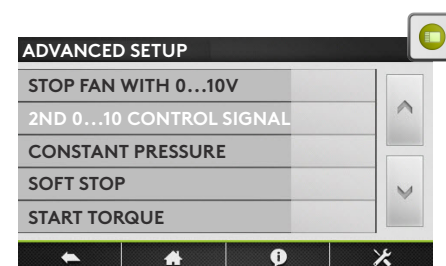 ADVANCED SETUP
STOP FAN WITH 0...10V
2ND 0...10 CONTROL SIGNAL
CONSTANT PRESSURE
SOFT STOP
START TORQUE